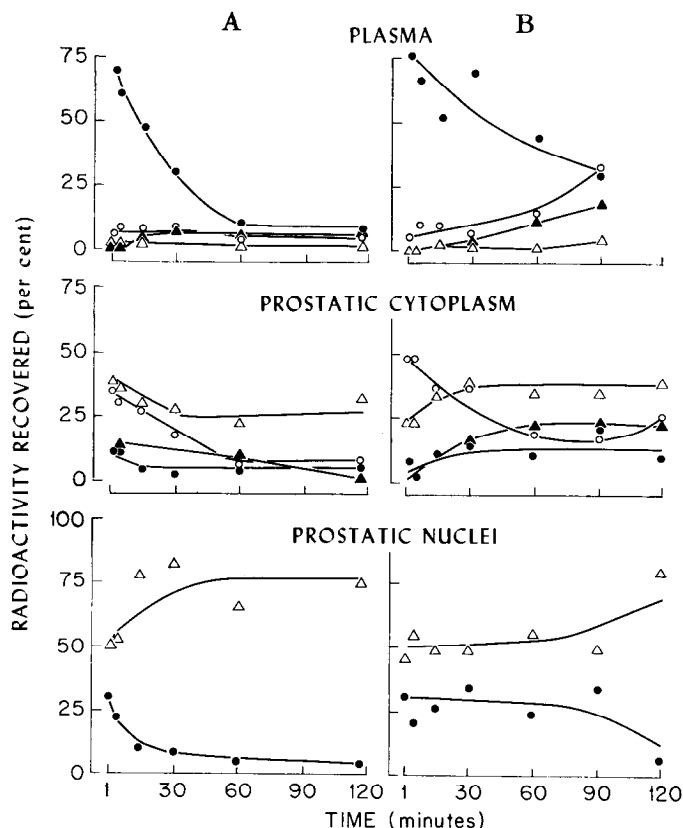 A B
PLASMA
75
50
25
0
PROSTATIC CYTOPLASM
75
50
25
0
PROSTATIC NUCLEI
100
75
50
25
0
1 30 60 90 120 1 30 60 90 120
TIME (minutes)
RADIOACTIVITY RECOVERED (per cent)